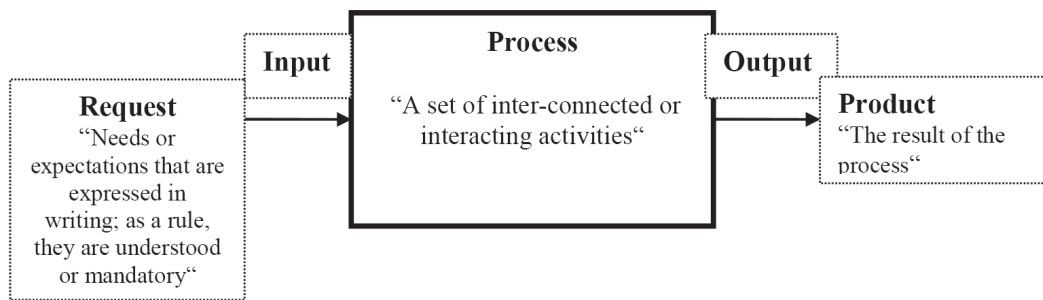 Request
“Needs or
expectations that are
expressed in
writing; as a rule,
they are understood
or mandatory“
Input
Process
“A set of inter-connected or
interacting activities“
Output
Product
“The result of the
process“